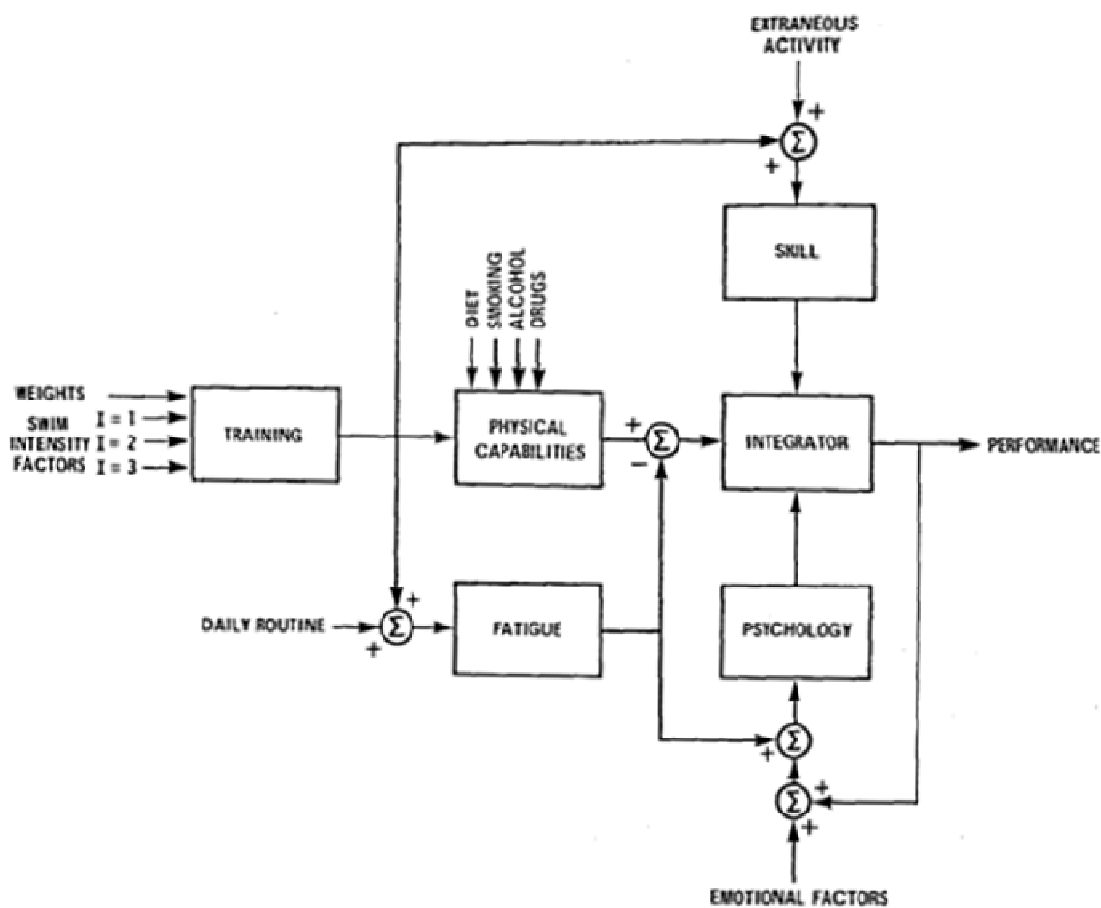 EXTRANEOUS
ACTIVITY
+
Σ
+
SKILL
DIET
SMOKING
ALCOHOL
DRUGS
WEIGHTS
SWIM I = 1
INTENSITY I = 2
FACTORS I = 3
TRAINING
PHYSICAL
CAPABILITIES
+
Σ
−
INTEGRATOR
PERFORMANCE
DAILY ROUTINE
+
Σ
+
FATIGUE
PSYCHOLOGY
Σ
+
+
Σ
+
EMOTIONAL FACTORS